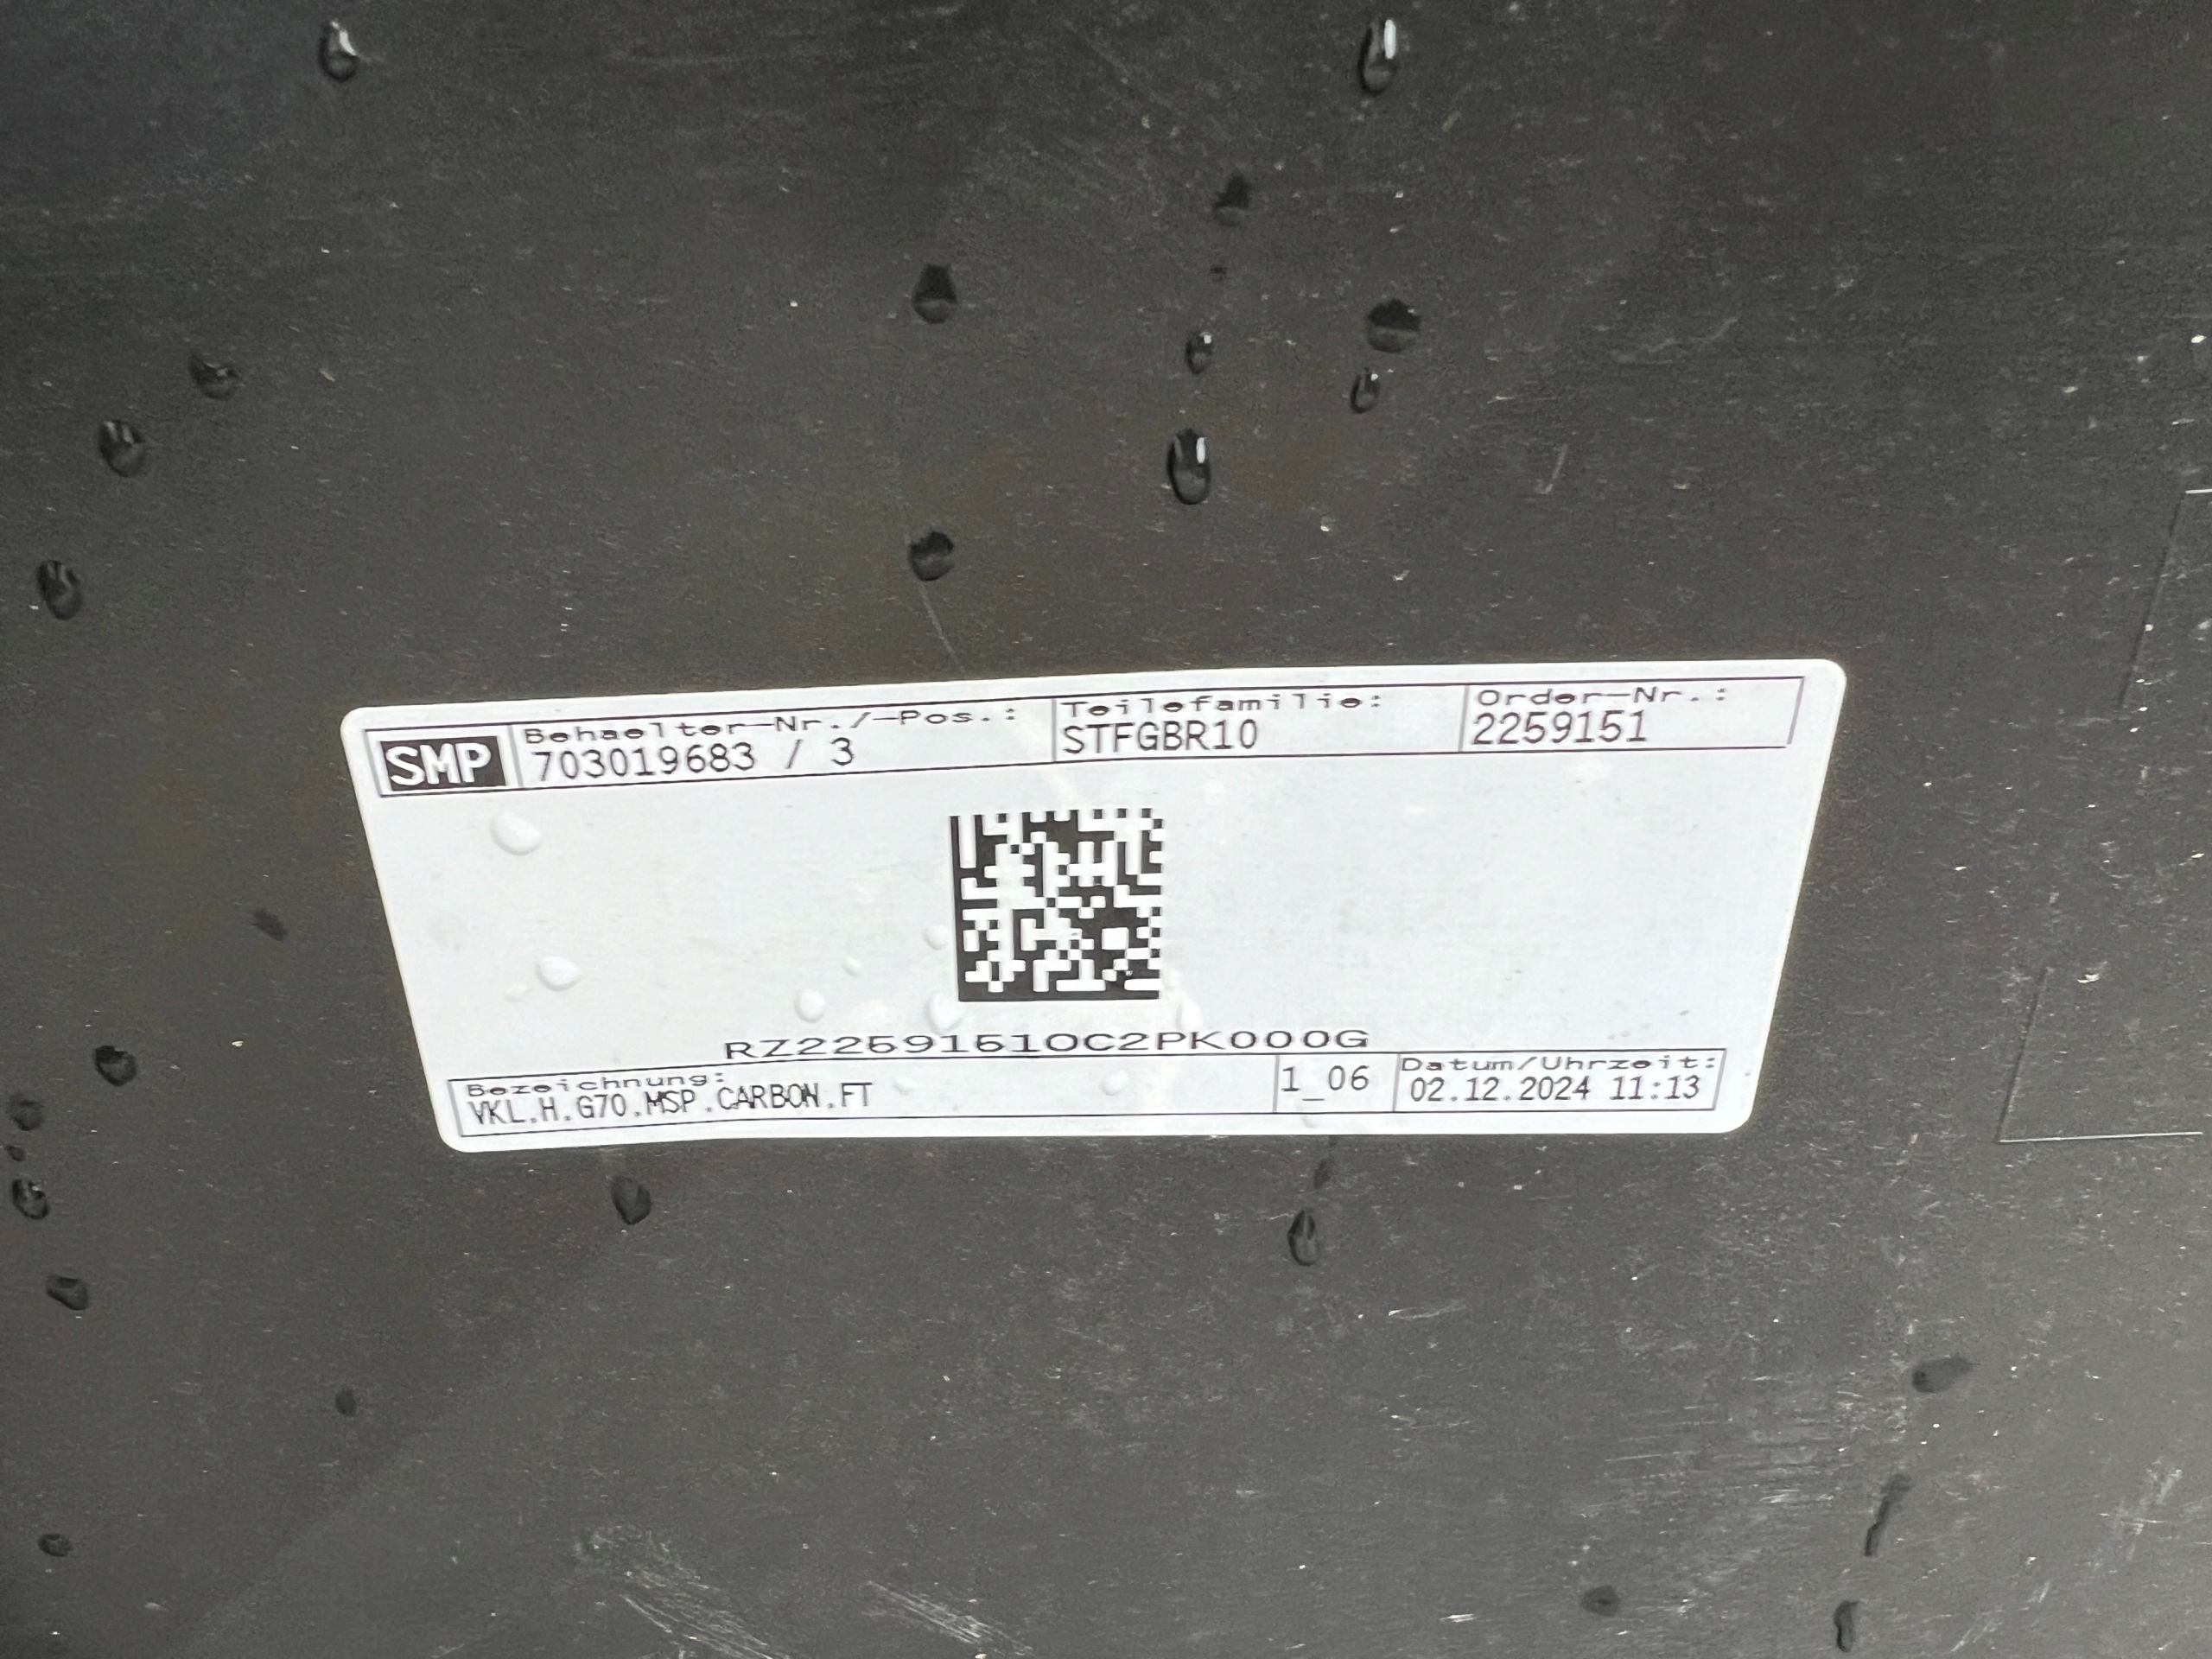 SMP
Behaelter-Nr./-Pos.:
703019683 / 3
Teilefamilie:
STFGBR10
Order-Nr.:
2259151
RZ22591510C2PK000G
Bezeichnung:
VKL.H.G70.MSP.CARBON.FT
1_06
Datum/Uhrzeit:
02.12.2024 11:13